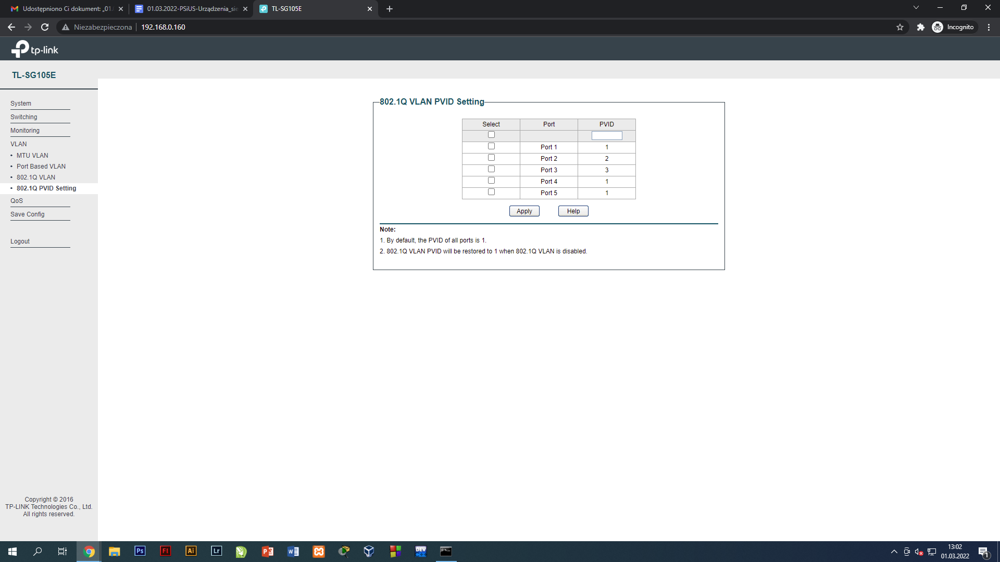 Udostępniono Ci dokument: „01.
01.03.2022-PSiUS-Urządzenia_sie
TL-SG105E
Niezabezpieczona
192.168.0.160
Incognito
tp-link
TL-SG105E
System
Switching
Monitoring
VLAN
• MTU VLAN
• Port Based VLAN
• 802.1Q VLAN
• 802.1Q PVID Setting
QoS
Save Config
Logout
802.1Q VLAN PVID Setting
Select Port PVID
Port 1 1
Port 2 2
Port 3 3
Port 4 1
Port 5 1
Apply Help
Note:
1. By default, the PVID of all ports is 1.
2. 802.1Q VLAN PVID will be restored to 1 when 802.1Q VLAN is disabled.
Copyright © 2016
TP-LINK Technologies Co., Ltd.
All rights reserved.
Ps
Fl
Ai
Lr
DEV
C++
13:02
01.03.2022
1